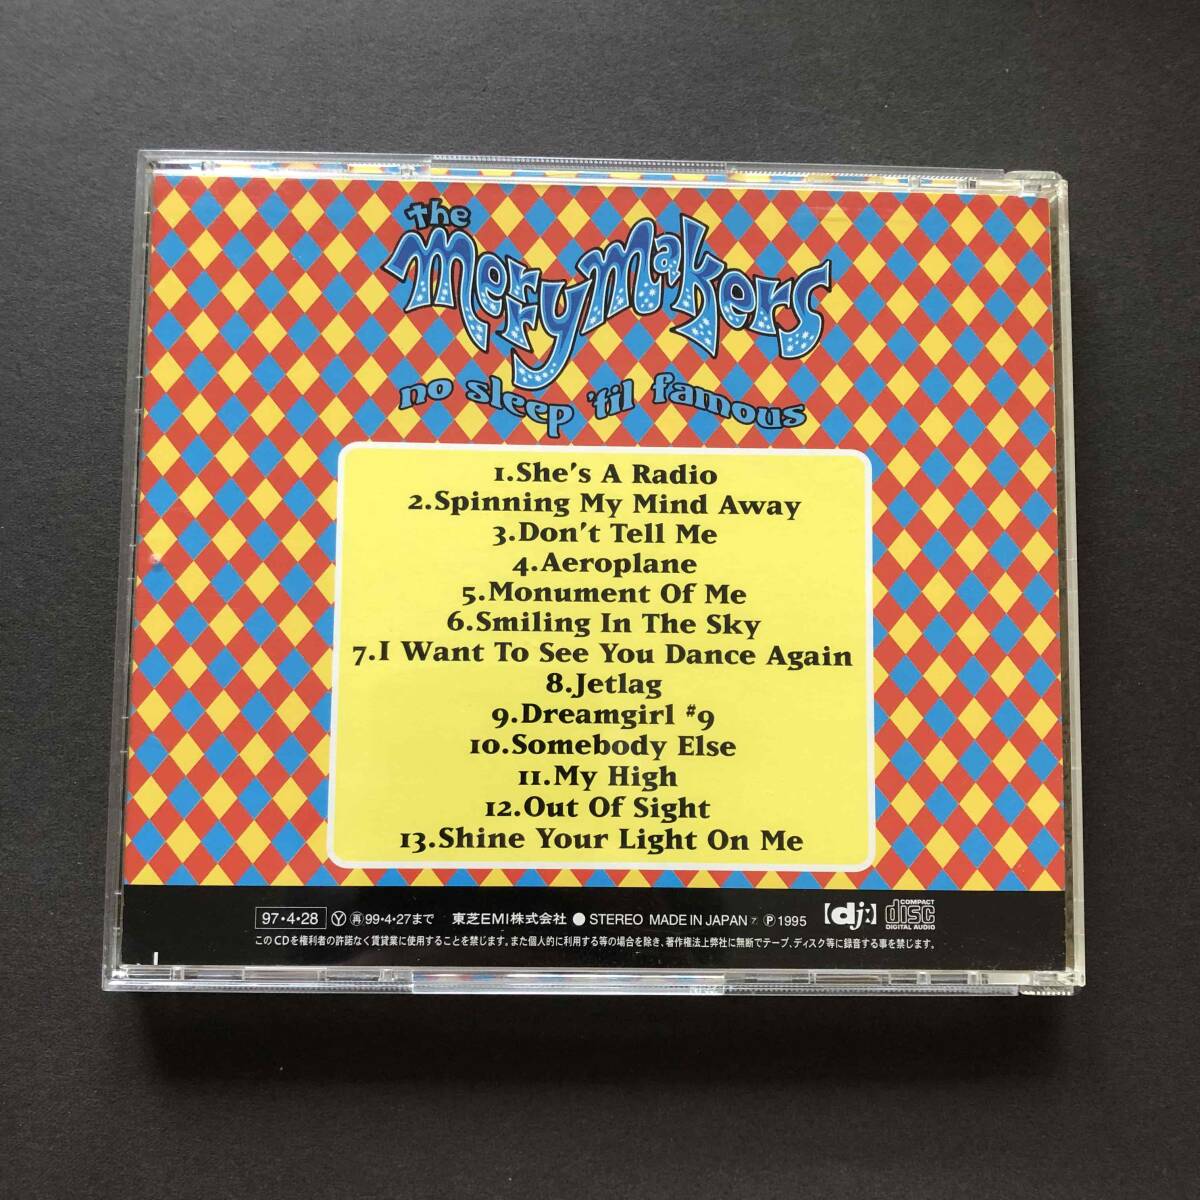 the
merrymakers
no sleep 'til famous
1.She's A Radio
2.Spinning My Mind Away
3.Don't Tell Me
4.Aeroplane
5.Monument Of Me
6.Smiling In The Sky
7.I Want To See You Dance Again
8.Jetlag
9.Dreamgirl #9
10.Somebody Else
11.My High
12.Out Of Sight
13.Shine Your Light On Me
97・4・28 Ⓨ 再 99・4・27まで 東芝EMI株式会社 ● STEREO MADE IN JAPAN ア Ⓟ 1995 【dj:】 COMPACT disc DIGITAL AUDIO
このCDを権利者の許諾なく賃貸業に使用することを禁じます。また個人的に利用する等の場合を除き、著作権法上弊社に無断でテープ、ディスク等に録音する事を禁じます。